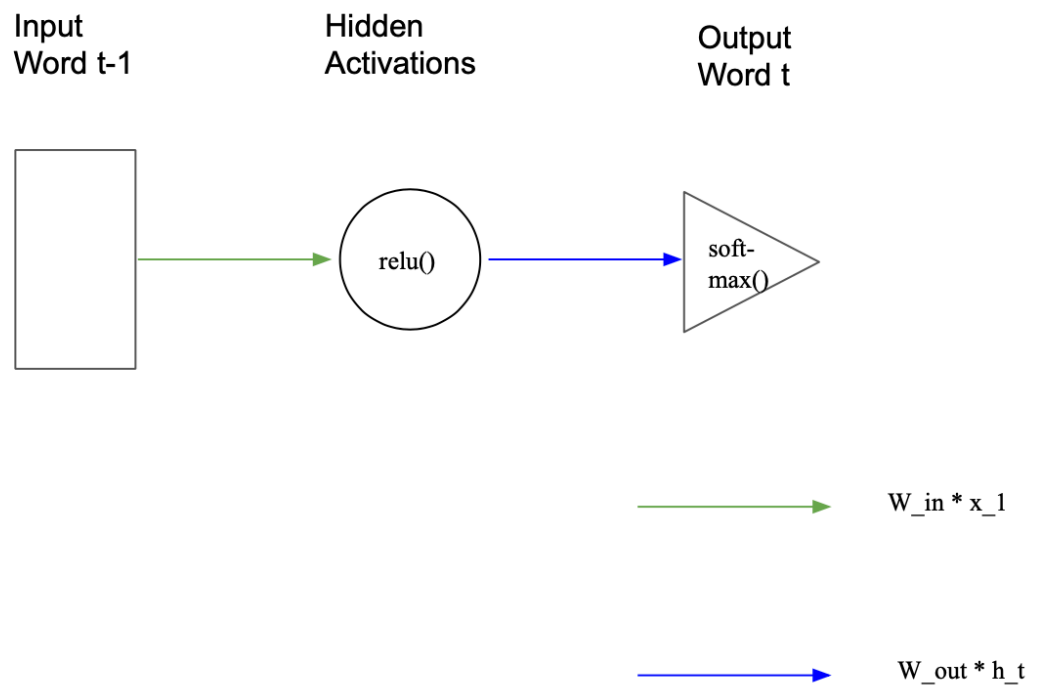 Input
Word t-1
Hidden
Activations
Output
Word t
relu()
soft-
max()
W_in * x_1
W_out * h_t